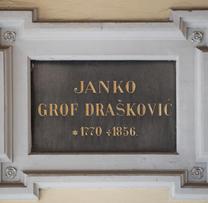 JANKO
GROF DRAŠKOVIĆ
*1770 +1856.